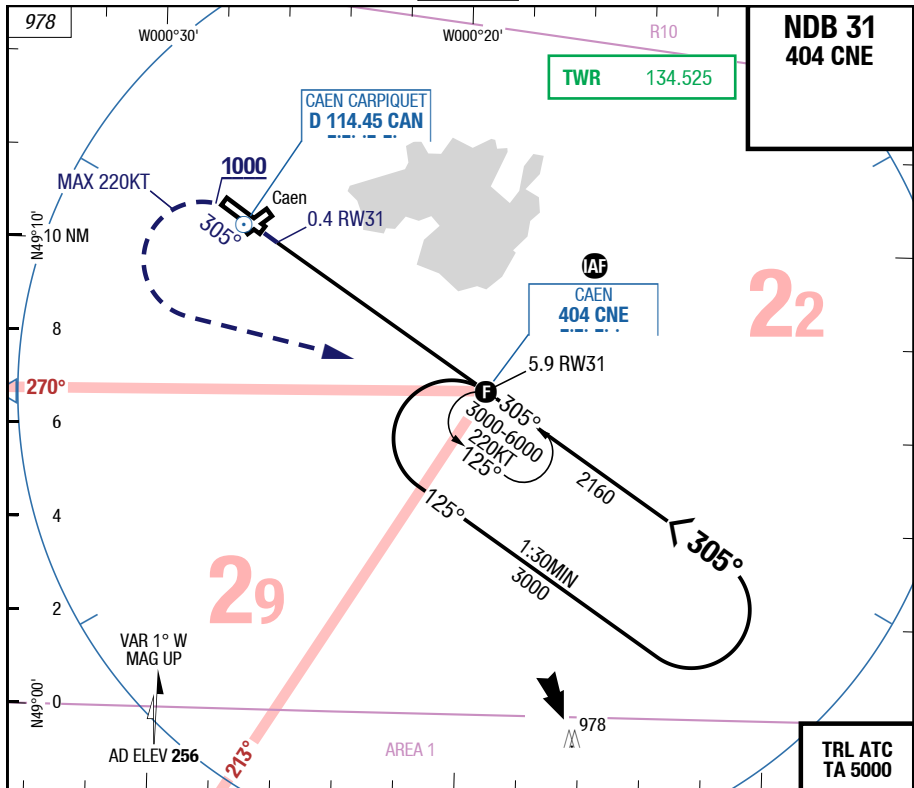 978
W000°30'
W000°20'
R10
NDB 31
404 CNE
TWR 134.525
CAEN CARPIQUET
D 114.45 CAN
MAX 220KT
1000
Caen
305°
0.4 RW31
N49°10'
10 NM
IAF
CAEN
404 CNE
22
8
5.9 RW31
270°
F
6
305°
3000-6000
220KT
125°
2160
4
125°
305°
1:30MIN
3000
29
2
VAR 1° W
MAG UP
N49°00'
0
978
AD ELEV 256
213°
AREA 1
TRL ATC
TA 5000